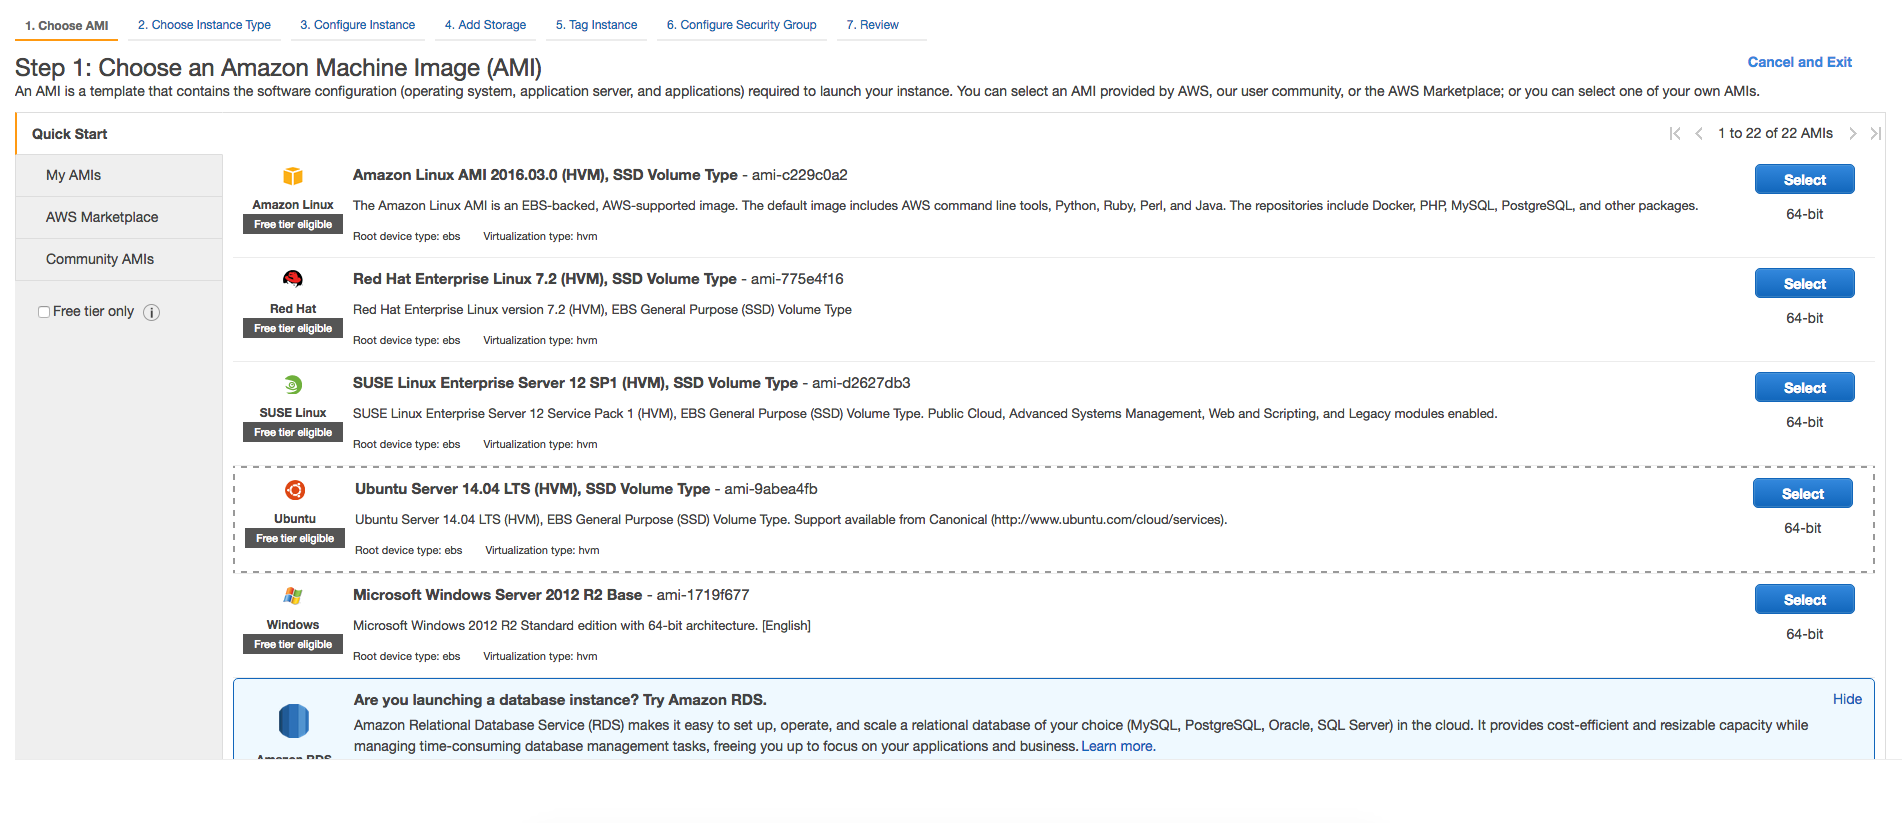 1. Choose AMI 2. Choose Instance Type 3. Configure Instance 4. Add Storage 5. Tag Instance 6. Configure Security Group 7. Review
Step 1: Choose an Amazon Machine Image (AMI)
Cancel and Exit
An AMI is a template that contains the software configuration (operating system, application server, and applications) required to launch your instance. You can select an AMI provided by AWS, our user community, or the AWS Marketplace; or you can select one of your own AMIs.
Quick Start
My AMIs
AWS Marketplace
Community AMIs
Free tier only i
1 to 22 of 22 AMIs
Amazon Linux
Free tier eligible
Amazon Linux AMI 2016.03.0 (HVM), SSD Volume Type - ami-c229c0a2
The Amazon Linux AMI is an EBS-backed, AWS-supported image. The default image includes AWS command line tools, Python, Ruby, Perl, and Java. The repositories include Docker, PHP, MySQL, PostgreSQL, and other packages.
Root device type: ebs Virtualization type: hvm
Select
64-bit
Red Hat
Free tier eligible
Red Hat Enterprise Linux 7.2 (HVM), SSD Volume Type - ami-775e4f16
Red Hat Enterprise Linux version 7.2 (HVM), EBS General Purpose (SSD) Volume Type
Root device type: ebs Virtualization type: hvm
Select
64-bit
SUSE Linux
Free tier eligible
SUSE Linux Enterprise Server 12 SP1 (HVM), SSD Volume Type - ami-d2627db3
SUSE Linux Enterprise Server 12 Service Pack 1 (HVM), EBS General Purpose (SSD) Volume Type. Public Cloud, Advanced Systems Management, Web and Scripting, and Legacy modules enabled.
Root device type: ebs Virtualization type: hvm
Select
64-bit
Ubuntu
Free tier eligible
Ubuntu Server 14.04 LTS (HVM), SSD Volume Type - ami-9abea4fb
Ubuntu Server 14.04 LTS (HVM), EBS General Purpose (SSD) Volume Type. Support available from Canonical (http://www.ubuntu.com/cloud/services).
Root device type: ebs Virtualization type: hvm
Select
64-bit
Windows
Free tier eligible
Microsoft Windows Server 2012 R2 Base - ami-1719f677
Microsoft Windows 2012 R2 Standard edition with 64-bit architecture. [English]
Root device type: ebs Virtualization type: hvm
Select
64-bit
Are you launching a database instance? Try Amazon RDS.
Hide
Amazon Relational Database Service (RDS) makes it easy to set up, operate, and scale a relational database of your choice (MySQL, PostgreSQL, Oracle, SQL Server) in the cloud. It provides cost-efficient and resizable capacity while
managing time-consuming database management tasks, freeing you up to focus on your applications and business. Learn more.
Amazon RDS